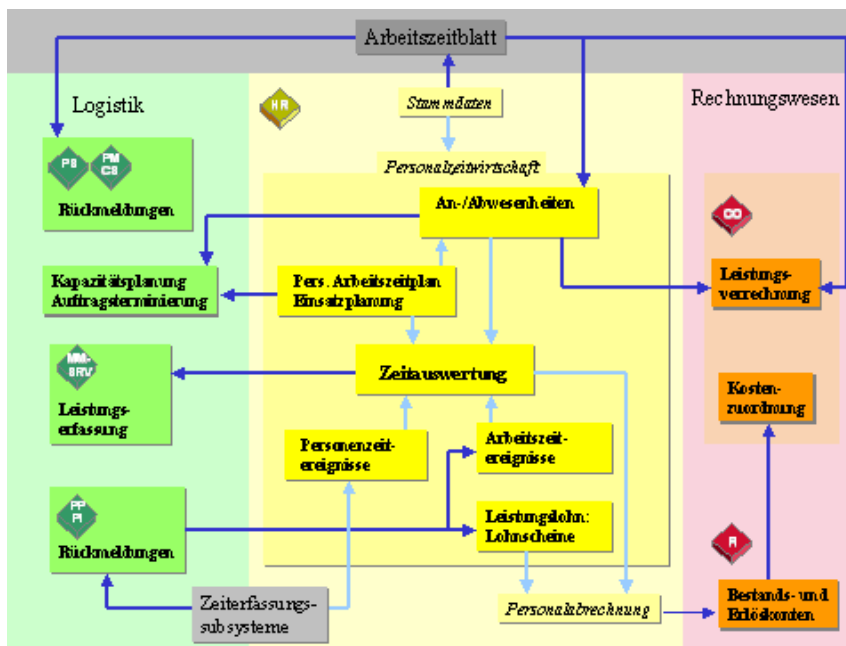 Arbeitszeitblatt
Logistik
HR
Stammdaten
Rechnungswesen
Personalzeitwirtschaft
PS
PM
CS
Rückmeldungen
An-/Abwesenheiten
CO
Kapazitätsplanung
Auftragsterminierung
Pers. Arbeitszeitplan
Einsatzplanung
Leistungs-
verrechnung
MM-
SRV
Leistungs-
erfassung
Zeitauswertung
Kosten-
zuordnung
Personenzeit-
ereignisse
Arbeitszeit-
ereignisse
PP
PI
Rückmeldungen
Leistungslohn:
Lohnscheine
Zeiterfassungs-
subsysteme
Personalabrechnung
Bestands- und
Erlöskonten